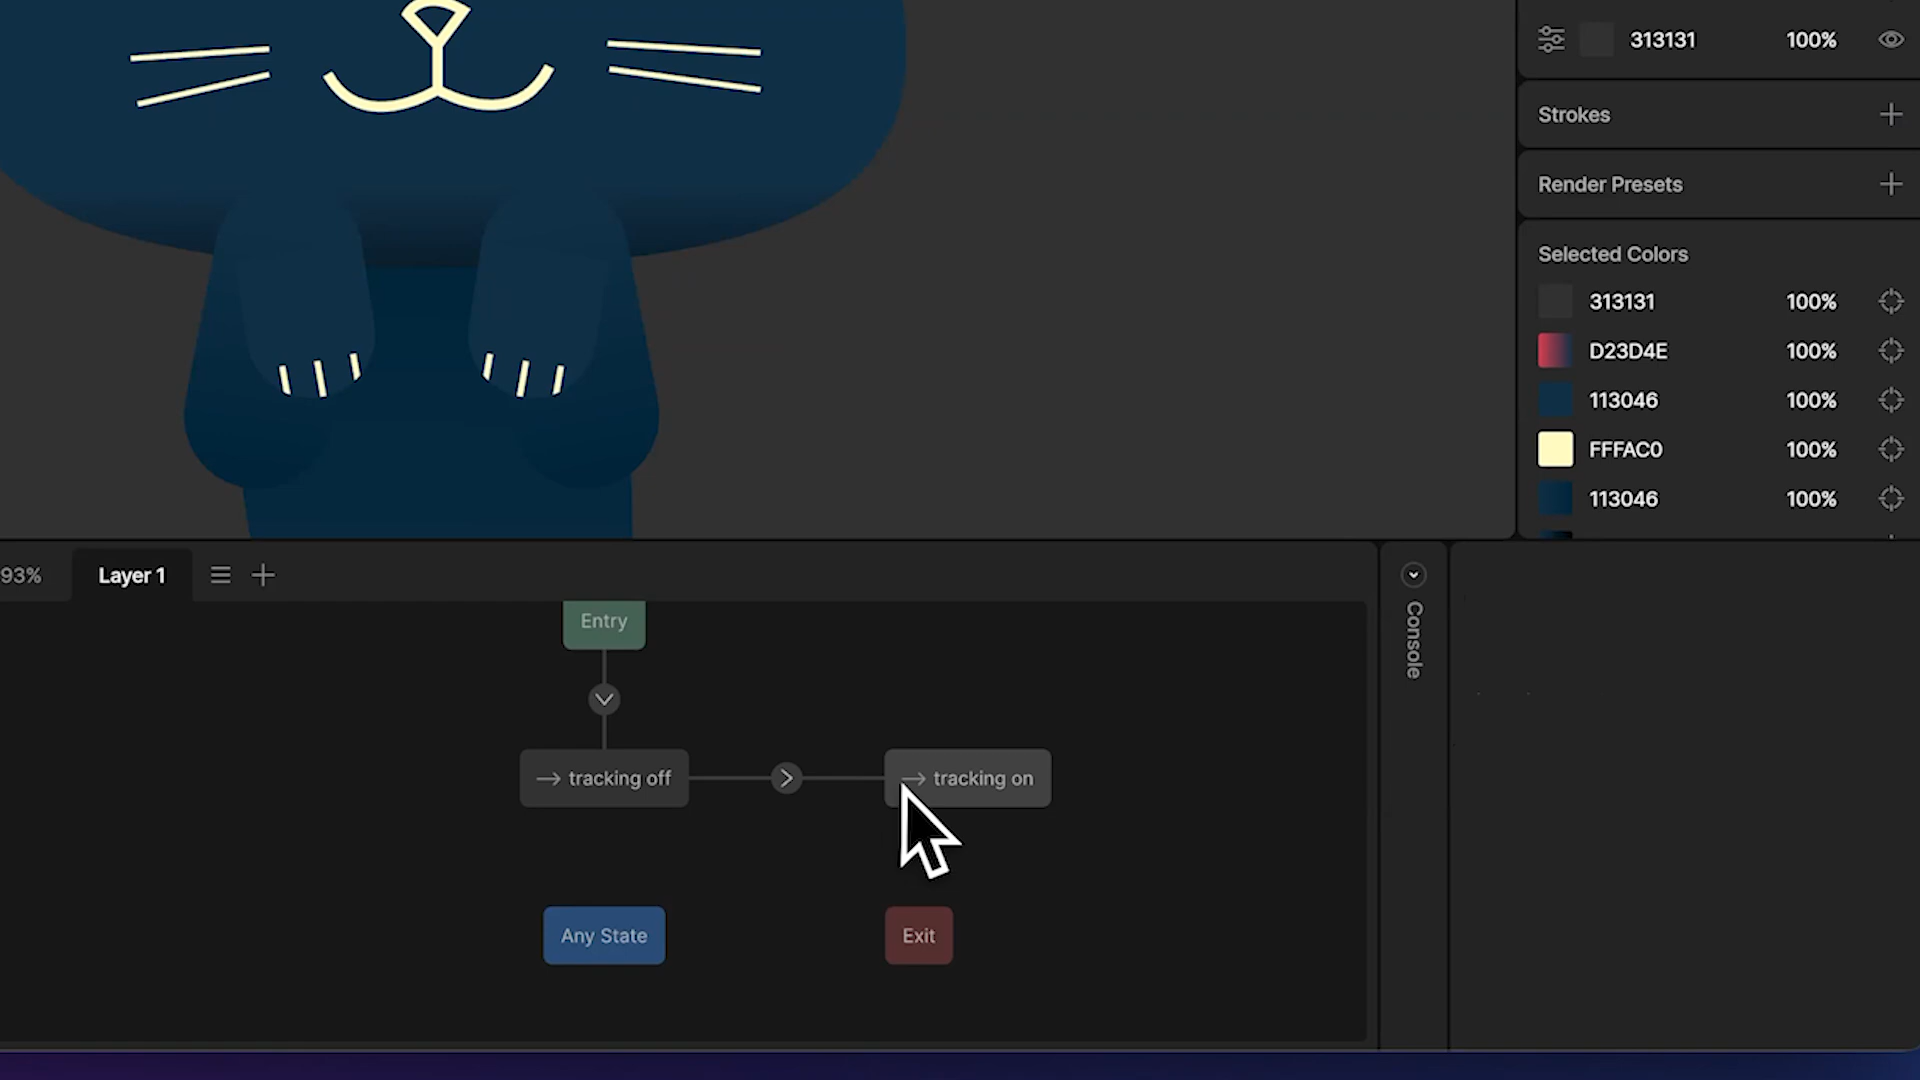 313131 100%
Strokes
Render Presets
Selected Colors
313131 100%
D23D4E 100%
113046 100%
FFFAC0 100%
113046 100%
93%
Layer 1
Console
Entry
tracking off
tracking on
Any State
Exit